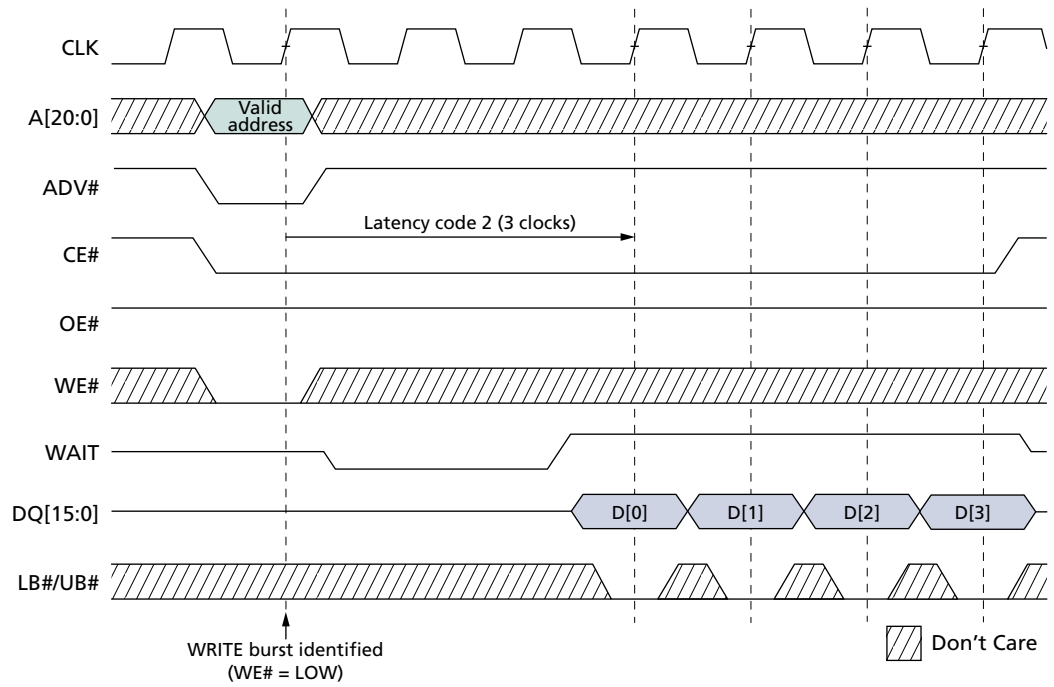 CLK
A[20:0]
Valid
address
ADV#
Latency code 2 (3 clocks)
CE#
OE#
WE#
WAIT
DQ[15:0]
D[0]
D[1]
D[2]
D[3]
LB#/UB#
WRITE burst identified
(WE# = LOW)
Don't Care